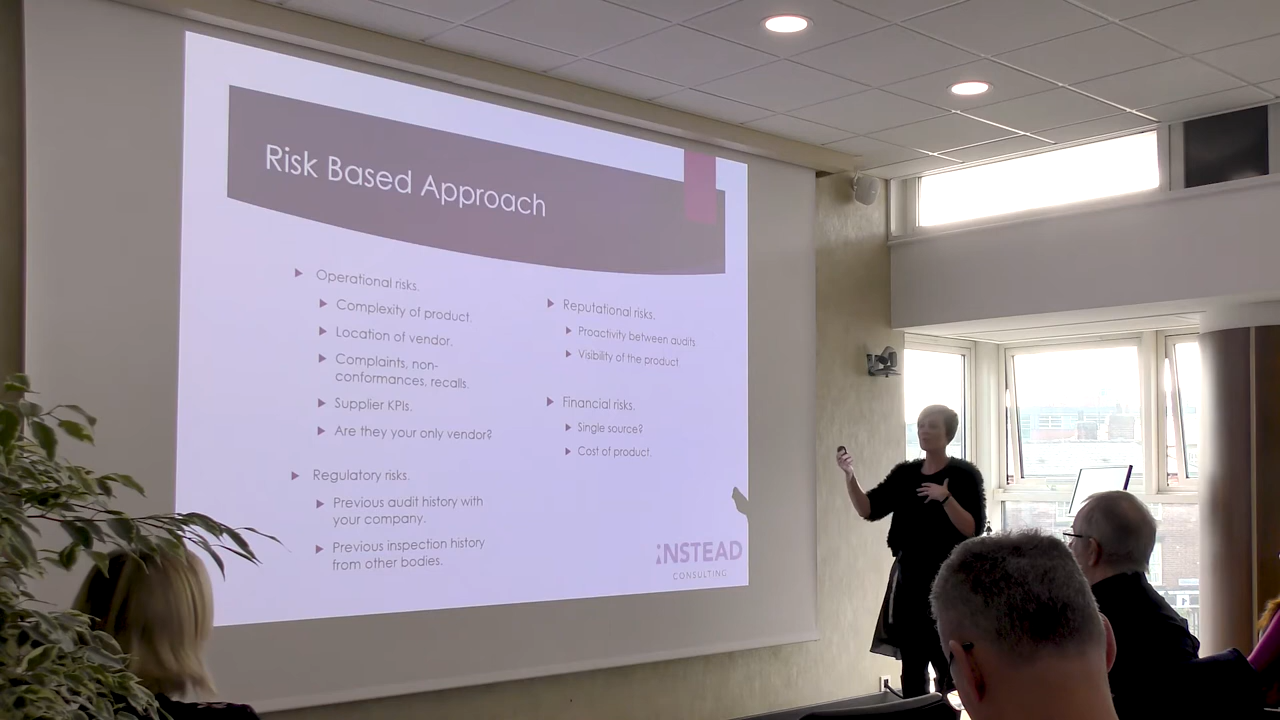 Risk Based Approach
Operational risks.
Complexity of product.
Location of vendor.
Complaints, non-
conformances, recalls.
Supplier KPIs.
Are they your only vendor?
Regulatory risks.
Previous audit history with
your company.
Previous inspection history
from other bodies.
Reputational risks.
Proactivity between audits.
Visibility of the product
Financial risks.
Single source?
Cost of product.
INSTEAD
CONSULTING